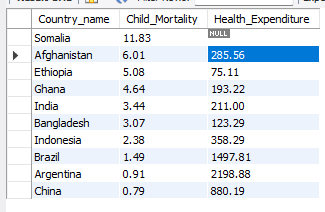 Country_name Child_Mortality Health_Expenditure
Somalia 11.83 NULL
Afghanistan 6.01 285.56
Ethiopia 5.08 75.11
Ghana 4.64 193.22
India 3.44 211.00
Bangladesh 3.07 123.29
Indonesia 2.38 358.29
Brazil 1.49 1497.81
Argentina 0.91 2198.88
China 0.79 880.19